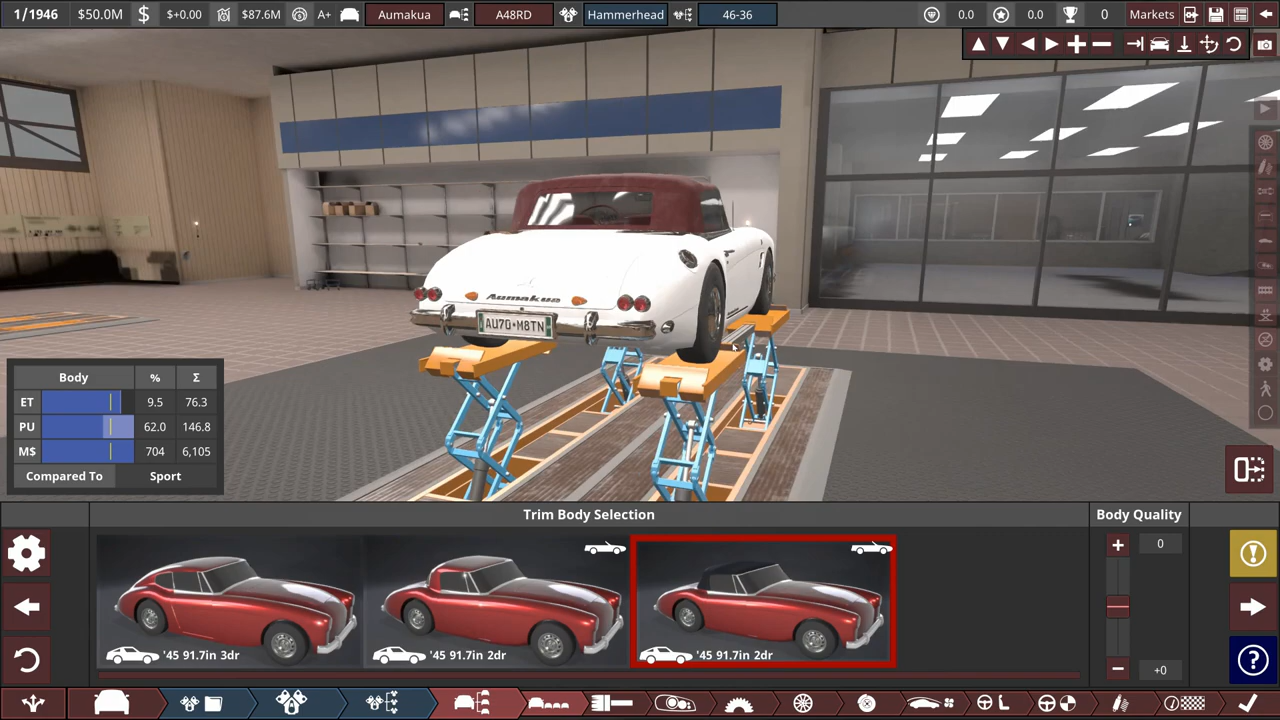 1/1946 $50.0M $+0.00 $87.6M A+ Aumakua A48RD Hammerhead 46-36 0.0 0.0 0 Markets
Aumakua
AU70•M8TN
Body % Σ
ET 9.5 76.3
PU 62.0 146.8
M$ 704 6,105
Compared To Sport
Trim Body Selection
Body Quality
'45 91.7in 3dr
'45 91.7in 2dr
'45 91.7in 2dr
0
+0